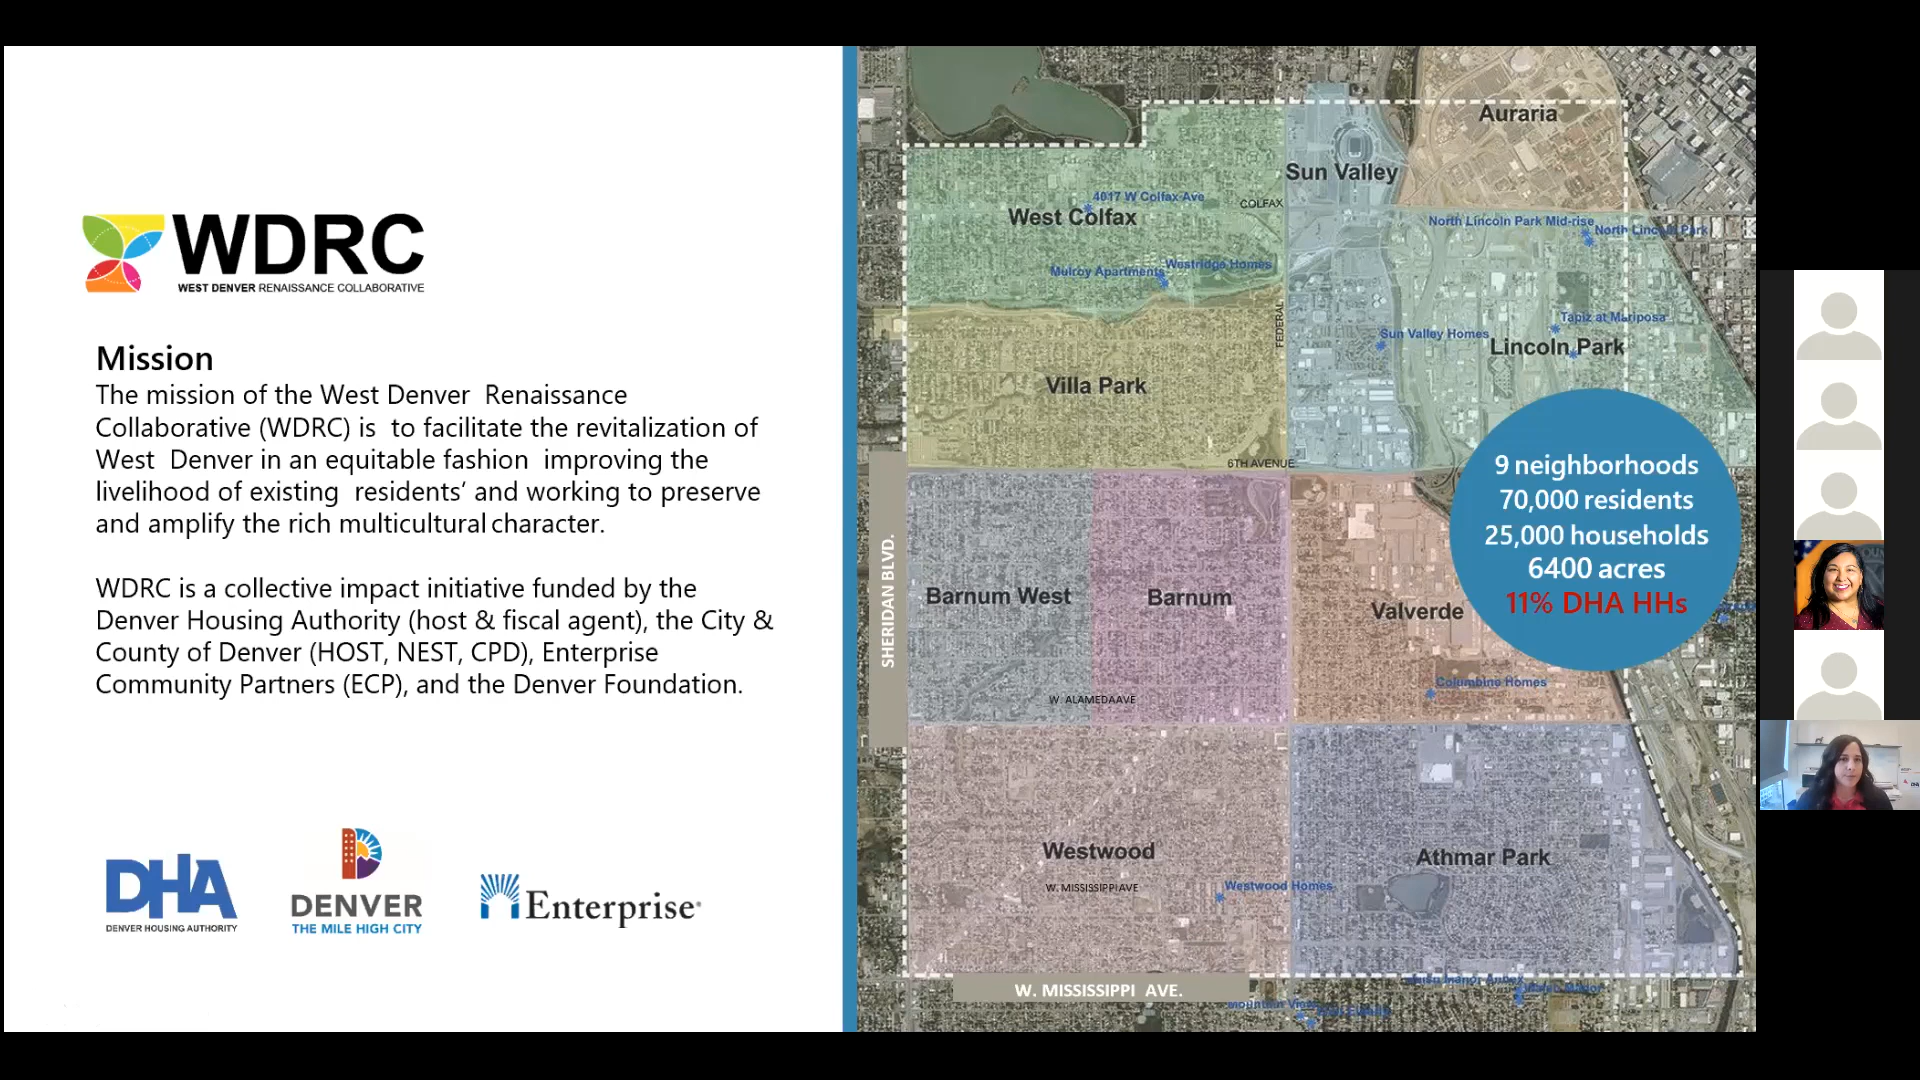 WDRC
WEST DENVER RENAISSANCE COLLABORATIVE
Mission
The mission of the West Denver Renaissance
Collaborative (WDRC) is to facilitate the revitalization of
West Denver in an equitable fashion improving the
livelihood of existing residents’ and working to preserve
and amplify the rich multicultural character.
WDRC is a collective impact initiative funded by the
Denver Housing Authority (host & fiscal agent), the City &
County of Denver (HOST, NEST, CPD), Enterprise
Community Partners (ECP), and the Denver Foundation.
DHA
DENVER HOUSING AUTHORITY
DENVER
THE MILE HIGH CITY
Enterprise
Auraria
Sun Valley
4017 W Colfax Ave
COLFAX
West Colfax
North Lincoln Park Mid-rise
North Lincoln Park
Mulroy Apartments
Westridge Homes
FEDERAL
Tapiz at Mariposa
Sun Valley Homes
Lincoln Park
Villa Park
6TH AVENUE
9 neighborhoods
70,000 residents
25,000 households
6400 acres
11% DHA HHs
SHERIDAN BLVD.
Barnum West
Barnum
Valverde
Columbine Homes
W. ALAMEDAAVE
Westwood
Athmar Park
W. MISSISSIPPIAVE
Westwood Homes
W. MISSISSIPPI AVE.
Mountain View